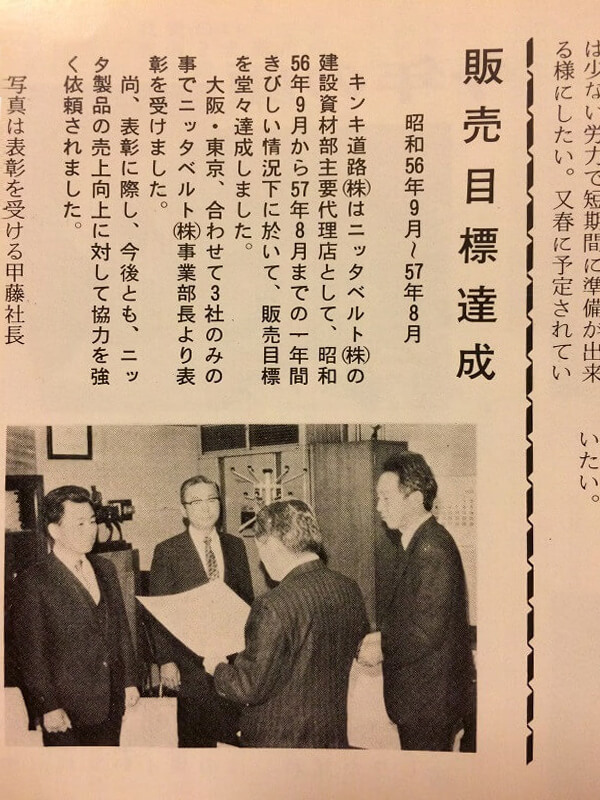 は少ない労力で短期間に準備が出来
る様にしたい。又春に予定されてい
いたい。
販売目標達成
昭和56年9月~57年8月
キンキ道路㈱はニッタベルト㈱の
建設資材部主要代理店として、昭和
56年9月から57年8月までの一年間
きびしい情況下に於いて、販売目標
を堂々達成しました。
大阪・東京、合わせて3社のみの
事でニッタベルト㈱事業部長より表
彰を受けました。
尚、表彰に際し、今後とも、ニッ
タ製品の売上向上に対して協力を強
く依頼されました。
写真は表彰を受ける甲藤社長